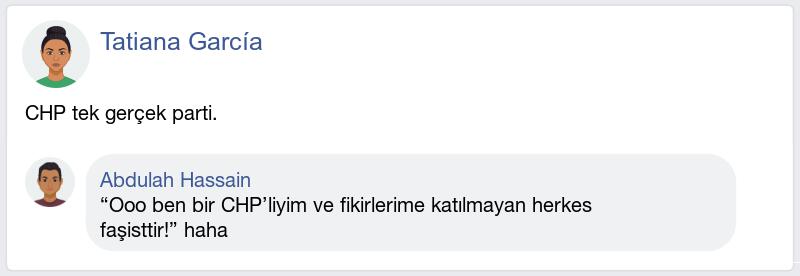 Tatiana García
CHP tek gerçek parti.
Abdulah Hassain
“Ooo ben bir CHP’liyim ve fikirlerime katılmayan herkes
faşisttir!” haha